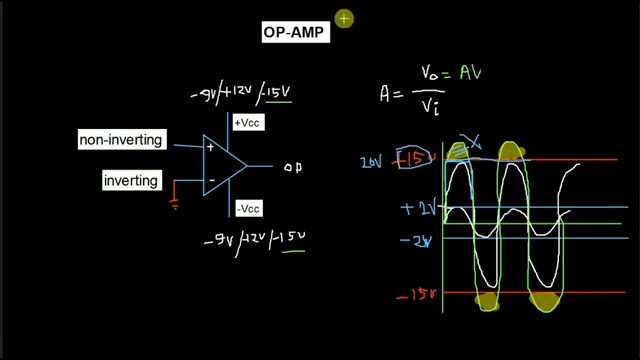 OP-AMP
-9V/+12V/-15V
+Vcc
non-inverting
+
OP
inverting
-
-Vcc
-9V/-12V/-15V
A = Vo = AV
Vi
20V -15V X
+2V
-2V
-15V